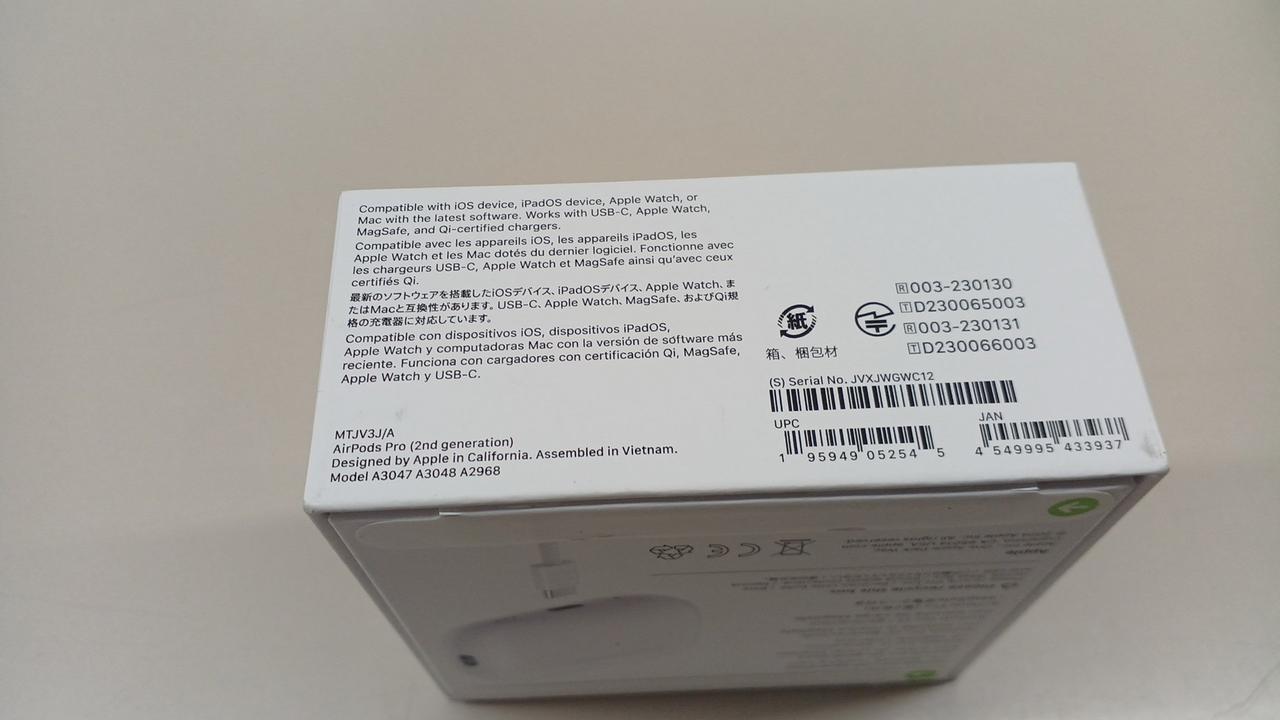 Compatible with iOS device, iPadOS device, Apple Watch, or
Mac with the latest software. Works with USB-C, Apple Watch,
MagSafe, and Qi-certified chargers.
Compatible avec les appareils iOS, les appareils iPadOS, les
Apple Watch et les Mac dotés du dernier logiciel. Fonctionne avec
les chargeurs USB-C, Apple Watch et MagSafe ainsi qu'avec ceux
certifiés Qi.
最新のソフトウェアを搭載したiOSデバイス、iPadOSデバイス、Apple Watch、ま
たはMacと互換性があります。USB-C、Apple Watch、MagSafe、およびQi規
格の充電器に対応しています。
Compatible con dispositivos iOS, dispositivos iPadOS,
Apple Watch y computadoras Mac con la versión de software más
reciente. Funciona con cargadores con certificación Qi, MagSafe,
Apple Watch y USB-C.
MTJV3J/A
AirPods Pro (2nd generation)
Designed by Apple in California. Assembled in Vietnam.
Model A3047 A3048 A2968
紙
箱、梱包材
R 003-230130
T D230065003
R 003-230131
T D230066003
(S) Serial No. JVXJWGWC12
UPC
1 95949 05254 5
JAN
4 549995 433937